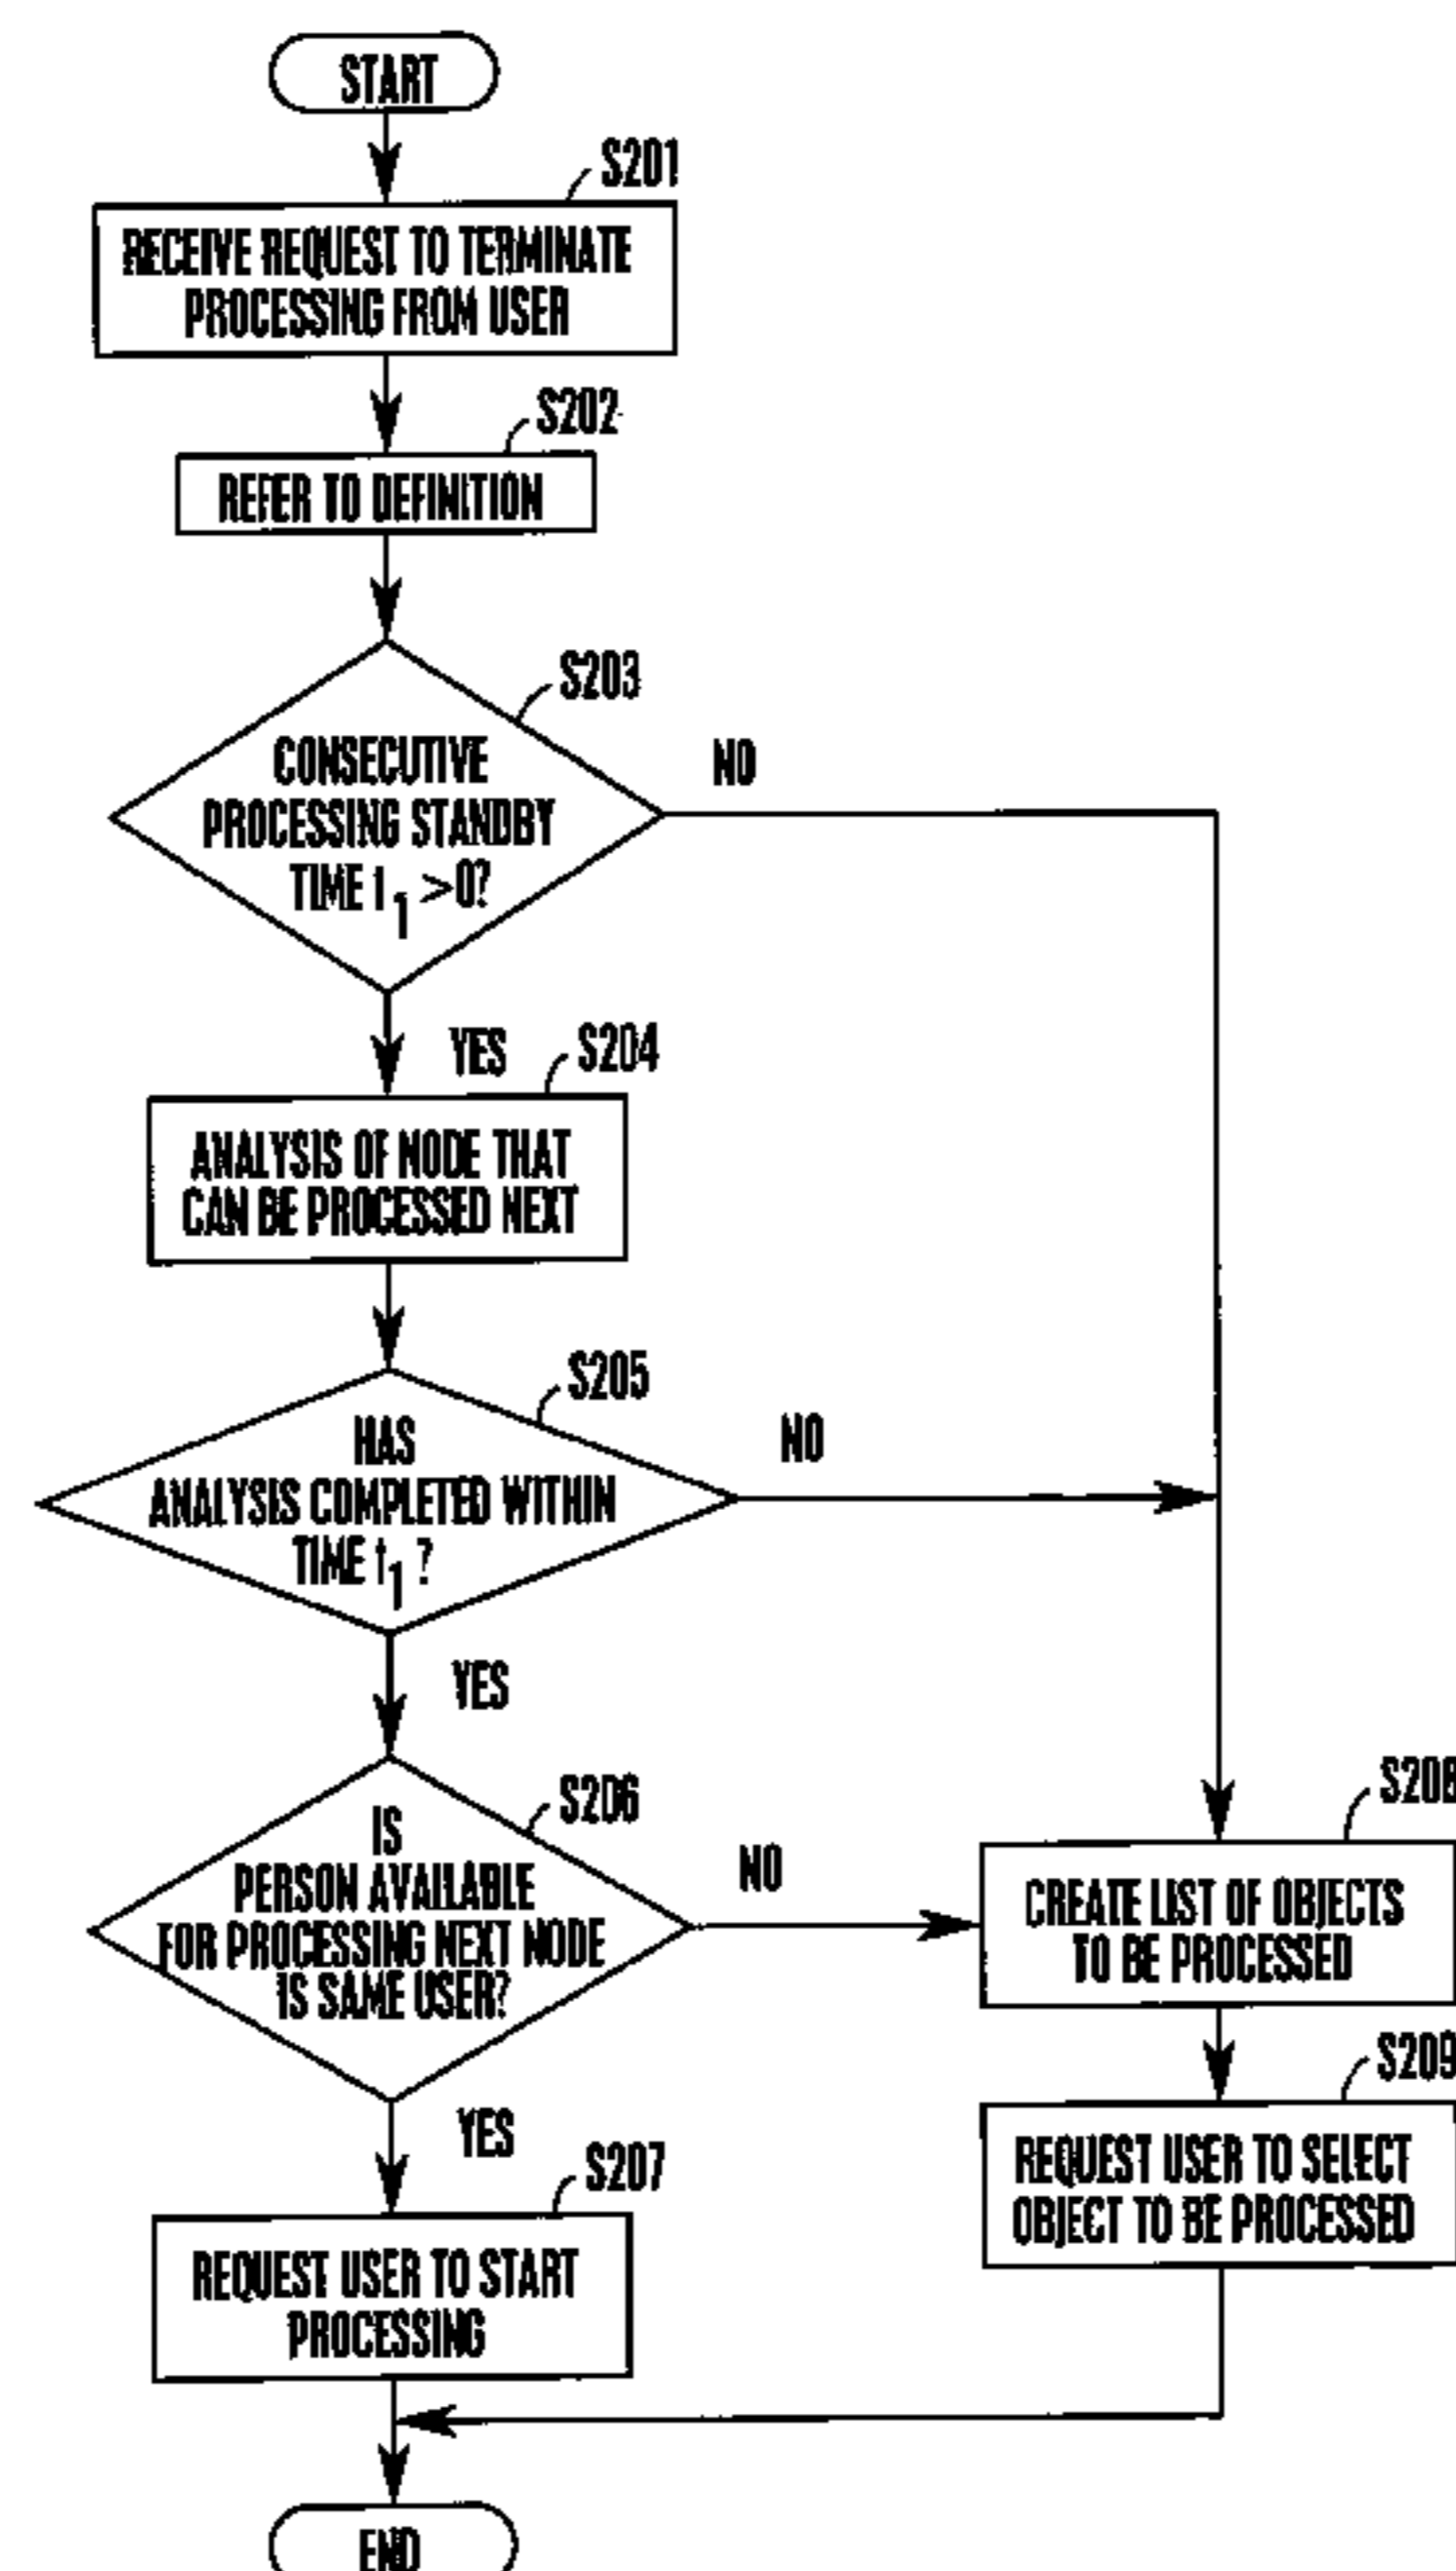 START
S201
RECEIVE REQUEST TO TERMINATE
PROCESSING FROM USER
S202
REFER TO DEFINITION
S203
CONSECUTIVE
PROCESSING STANDBY
TIME t1 >0?
NO
YES
S204
ANALYSIS OF NODE THAT
CAN BE PROCESSED NEXT
S205
HAS
ANALYSIS COMPLETED WITHIN
TIME t1 ?
NO
YES
S206
IS
PERSON AVAILABLE
FOR PROCESSING NEXT NODE
IS SAME USER?
NO
S208
CREATE LIST OF OBJECTS
TO BE PROCESSED
S209
REQUEST USER TO SELECT
OBJECT TO BE PROCESSED
YES
S207
REQUEST USER TO START
PROCESSING
END